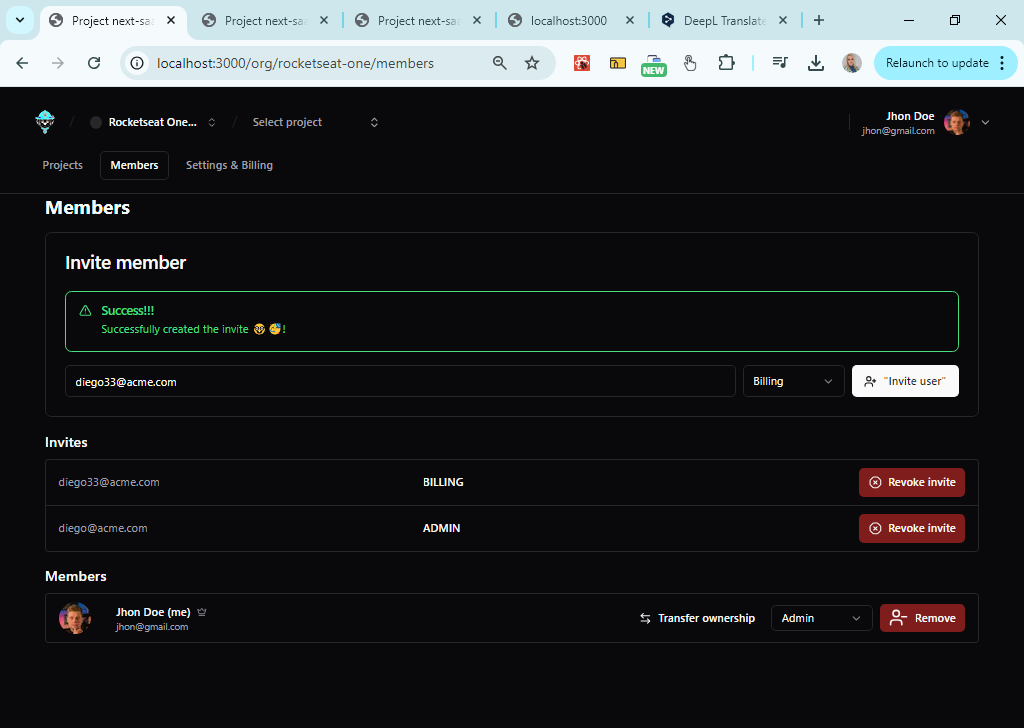 Project next-saa
Project next-saa
Project next-saa
localhost:3000
DeepL Translate
localhost:3000/org/rocketseat-one/members
NEW
Relaunch to update
Rocketseat One...
Select project
Jhon Doe
jhon@gmail.com
Projects
Members
Settings & Billing
Members
Invite member
Success!!!
Successfully created the invite 🤓 🥳!
diego33@acme.com
Billing
"Invite user"
Invites
diego33@acme.com
BILLING
Revoke invite
diego@acme.com
ADMIN
Revoke invite
Members
Jhon Doe (me)
jhon@gmail.com
Transfer ownership
Admin
Remove